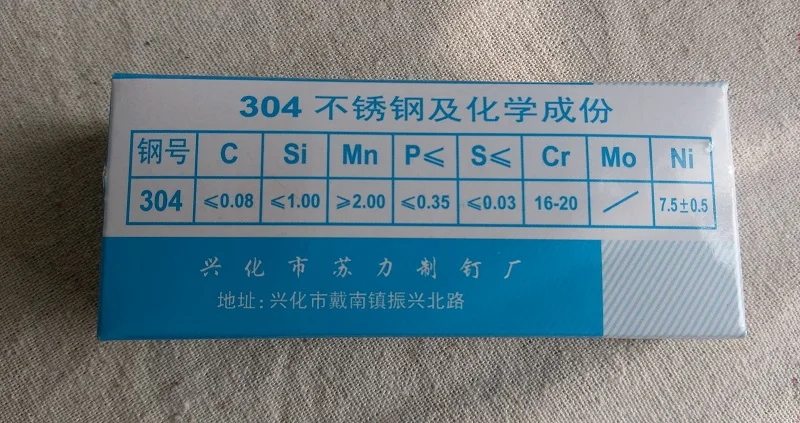 304 不锈钢及化学成份
钢号 C Si Mn P⩽ S⩽ Cr Mo Ni
304 ⩽0.08 ⩽1.00 ⩾2.00 ⩽0.35 ⩽0.03 16-20 ／ 7.5±0.5
兴化市苏力制钉厂
地址:兴化市戴南镇振兴北路